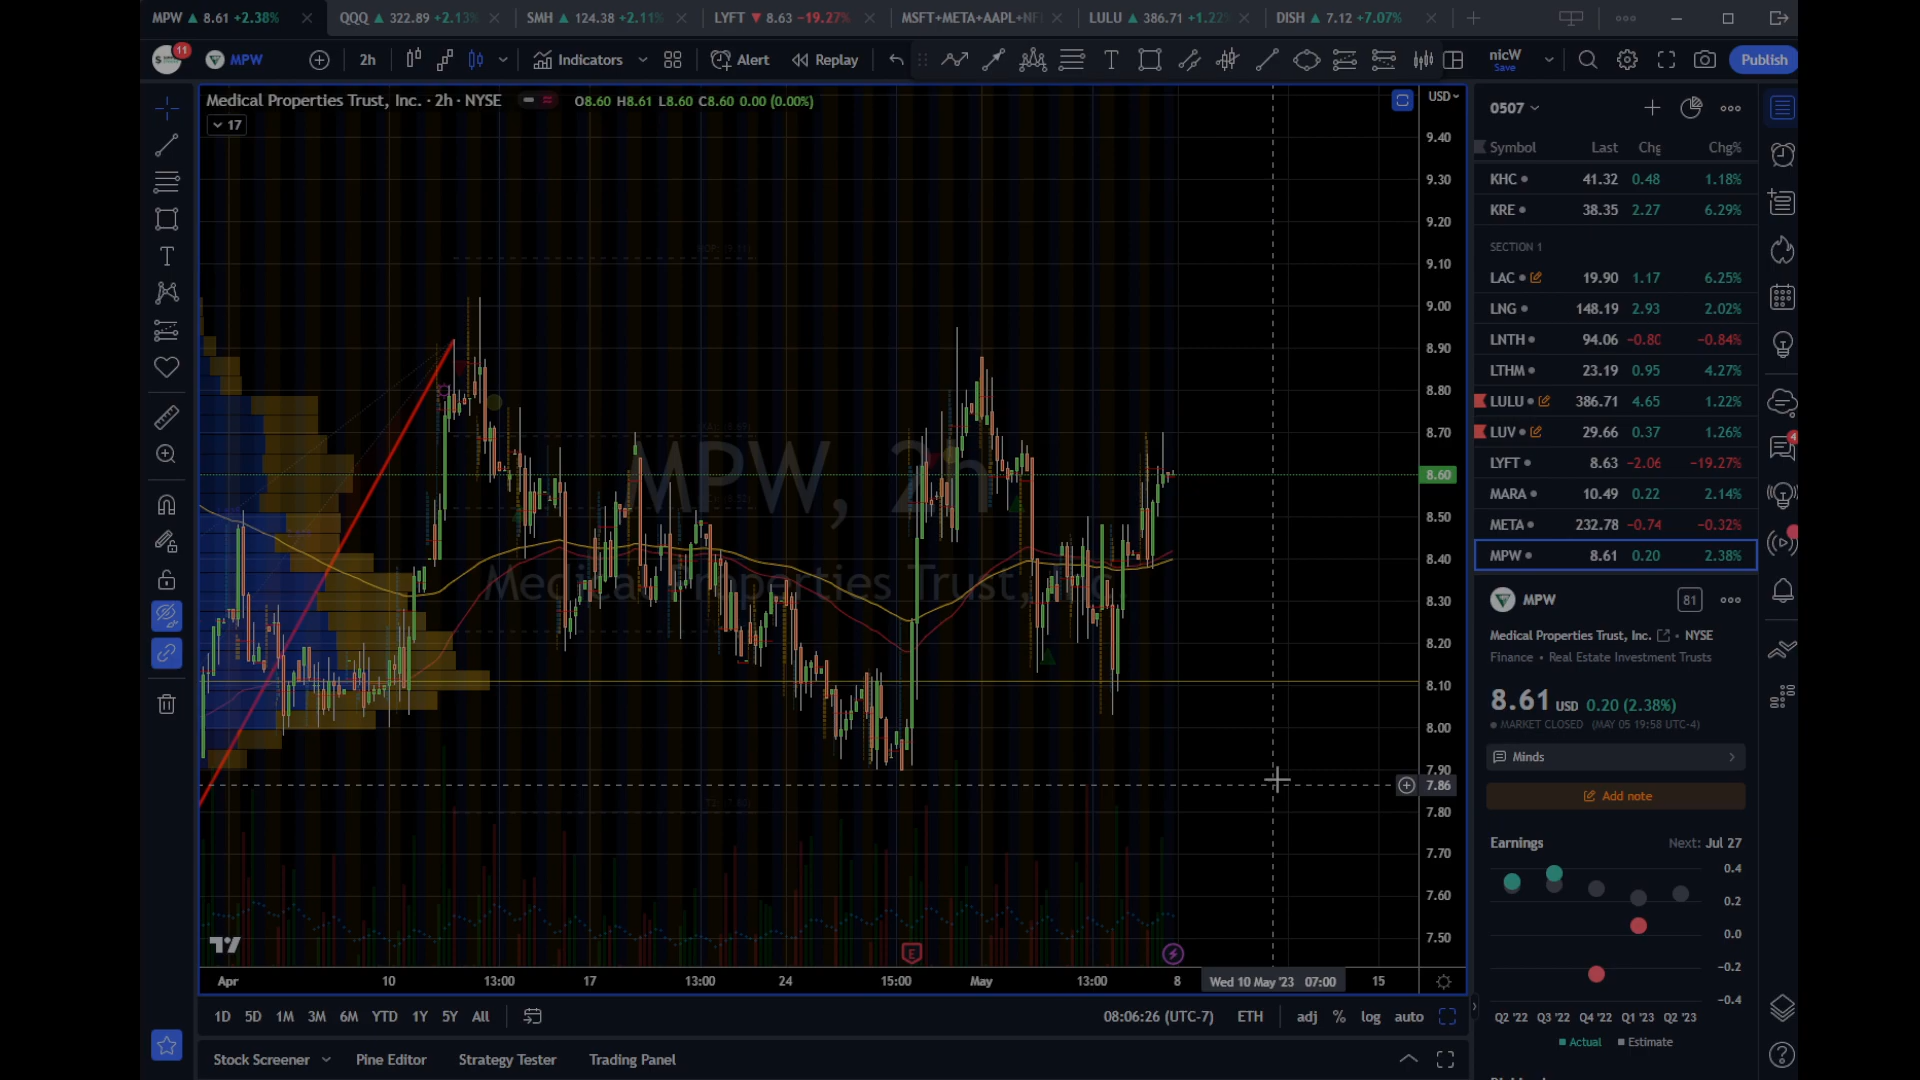 MPW 8.61 +2.38%
QQQ 322.89 +2.13%
SMH 124.38 +2.11%
LYFT 8.63 −19.27%
MSFT+META+AAPL+NF
LULU 386.71 +1.22%
DISH 7.12 +7.07%
11
MPW
2h
Indicators
Alert
Replay
nicW
Save
Publish
Medical Properties Trust, Inc. · 2h · NYSE
O8.60 H8.61 L8.60 C8.60 0.00 (0.00%)
17
USD
MPW, 2h
Medical Properties Trust, Inc.
9.40
9.30
9.20
9.10
9.00
8.90
8.80
8.70
8.60
8.50
8.40
8.30
8.20
8.10
8.00
7.90
7.86
7.80
7.70
7.60
7.50
E
Apr
10
13:00
17
13:00
24
15:00
May
13:00
8
Wed 10 May '23 07:00
15
1D 5D 1M 3M 6M YTD 1Y 5Y All
08:06:26 (UTC-7)
ETH
adj % log auto
Stock Screener
Pine Editor
Strategy Tester
Trading Panel
0507
Symbol Last Chg Chg%
KHC 41.32 0.48 1.18%
KRE 38.35 2.27 6.29%
SECTION 1
LAC 19.90 1.17 6.25%
LNG 148.19 2.93 2.02%
LNTH 94.06 −0.80 −0.84%
LTHM 23.19 0.95 4.27%
LULU 386.71 4.65 1.22%
LUV 29.66 0.37 1.26%
LYFT 8.63 −2.06 −19.27%
MARA 10.49 0.22 2.14%
META 232.78 −0.74 −0.32%
MPW 8.61 0.20 2.38%
4
MPW
81
Medical Properties Trust, Inc. · NYSE
Finance · Real Estate Investment Trusts
8.61 USD 0.20 (2.38%)
MARKET CLOSED (MAY 05 19:58 UTC-4)
Minds
Add note
Earnings
Next: Jul 27
0.4
0.2
0.0
−0.2
−0.4
Q2 '22 Q3 '22 Q4 '22 Q1 '23 Q2 '23
Actual Estimate